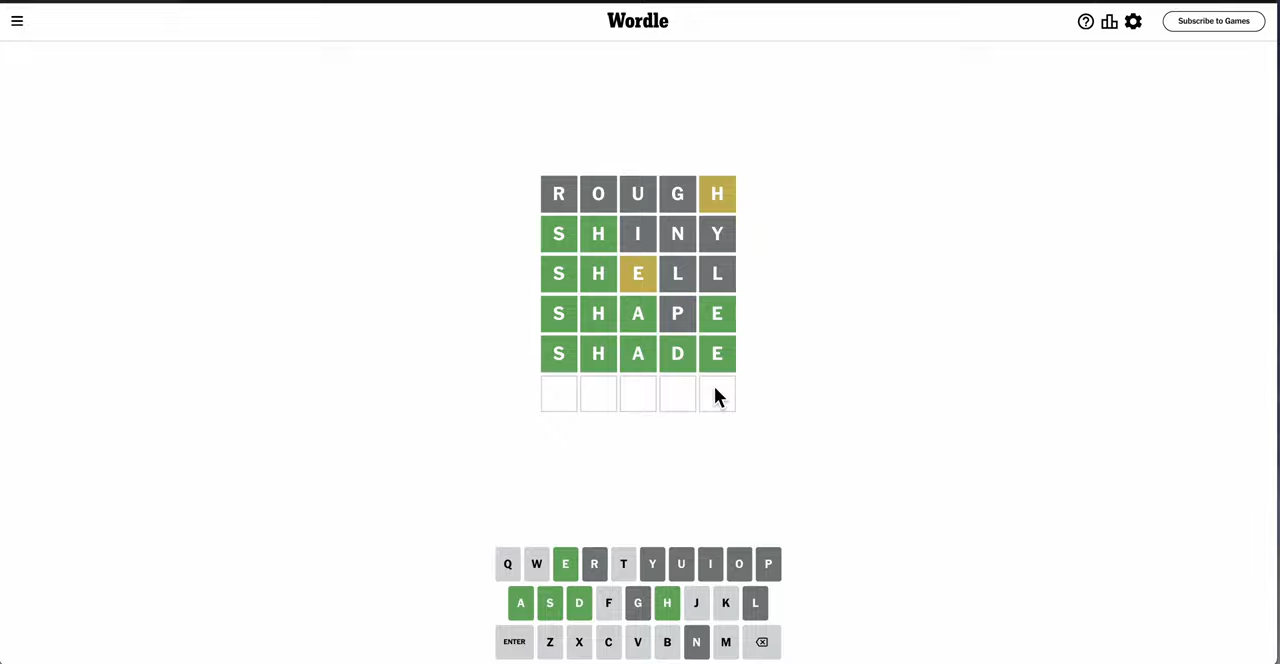 Wordle
Subscribe to Games
R O U G H
S H I N Y
S H E L L
S H A P E
S H A D E
Q W E R T Y U I O P
A S D F G H J K L
ENTER Z X C V B N M